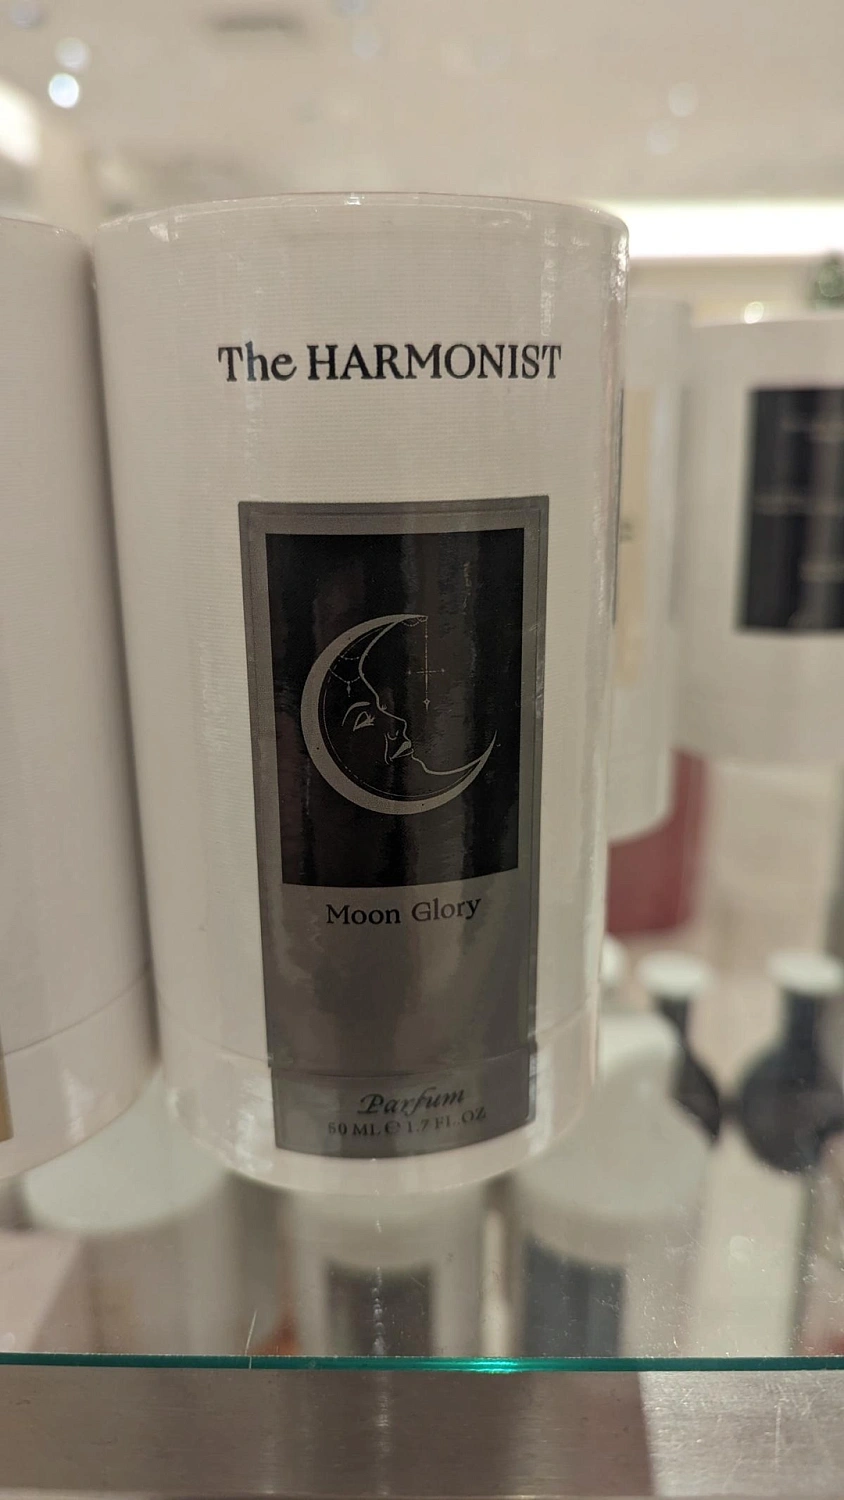 The HARMONIST
Moon Glory
Parfum
50 ML ℮ 1.7 FL.OZ